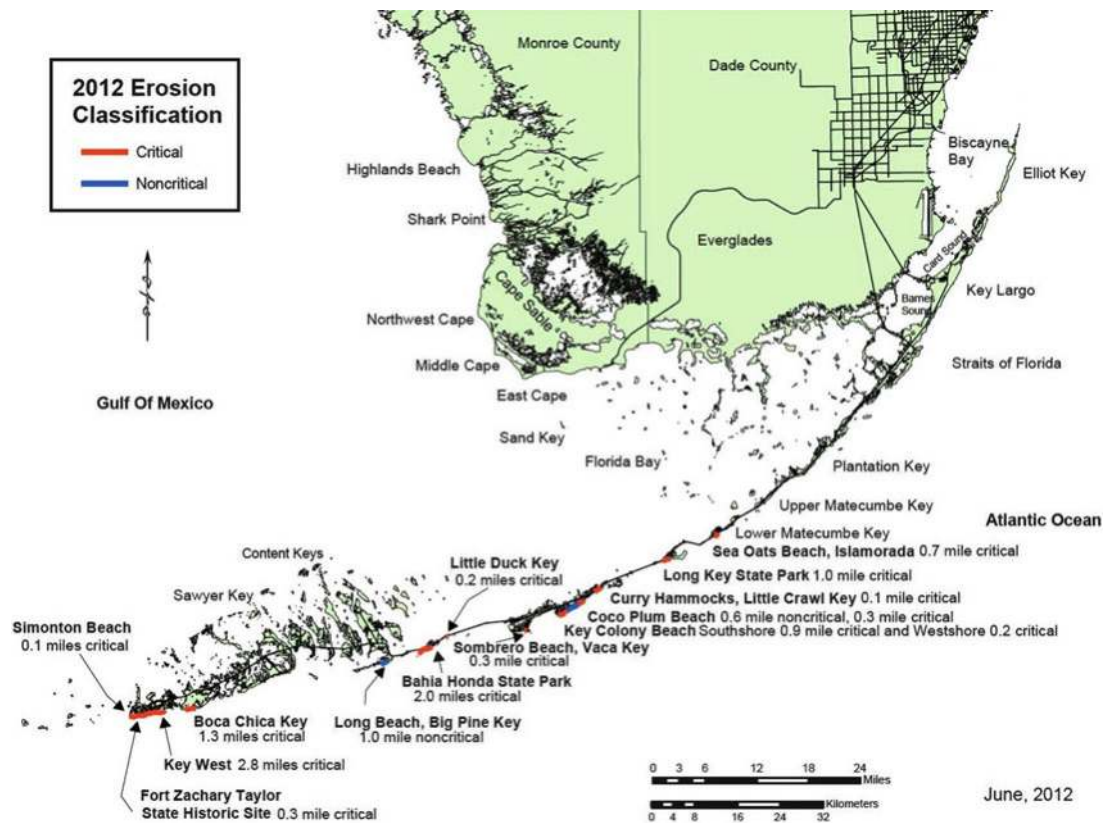 2012 Erosion
Classification
Critical
Noncritical
Monroe County
Dade County
Biscayne
Bay
Elliot Key
Highlands Beach
Shark Point
Everglades
Card Sound
Cape Sable
Key Largo
Barnes
Sound
Northwest Cape
Middle Cape
Straits of Florida
East Cape
Gulf Of Mexico
Sand Key
Florida Bay
Plantation Key
Upper Matecumbe Key
Atlantic Ocean
Lower Matecumbe Key
Sea Oats Beach, Islamorada 0.7 mile critical
Content Keys
Little Duck Key
0.2 miles critical
Long Key State Park 1.0 mile critical
Sawyer Key
Curry Hammocks, Little Crawl Key 0.1 mile critical
Coco Plum Beach 0.6 mile noncritical, 0.3 mile critical
Key Colony Beach Southshore 0.9 mile critical and Westshore 0.2 critical
Simonton Beach
0.1 miles critical
Sombrero Beach, Vaca Key
0.3 mile critical
Bahia Honda State Park
2.0 miles critical
Boca Chica Key
1.3 miles critical
Long Beach, Big Pine Key
1.0 mile noncritical
Key West 2.8 miles critical
Fort Zachary Taylor
State Historic Site 0.3 mile critical
0 3 6 12 18 24
Miles
Kilometers
0 4 8 16 24 32
June, 2012